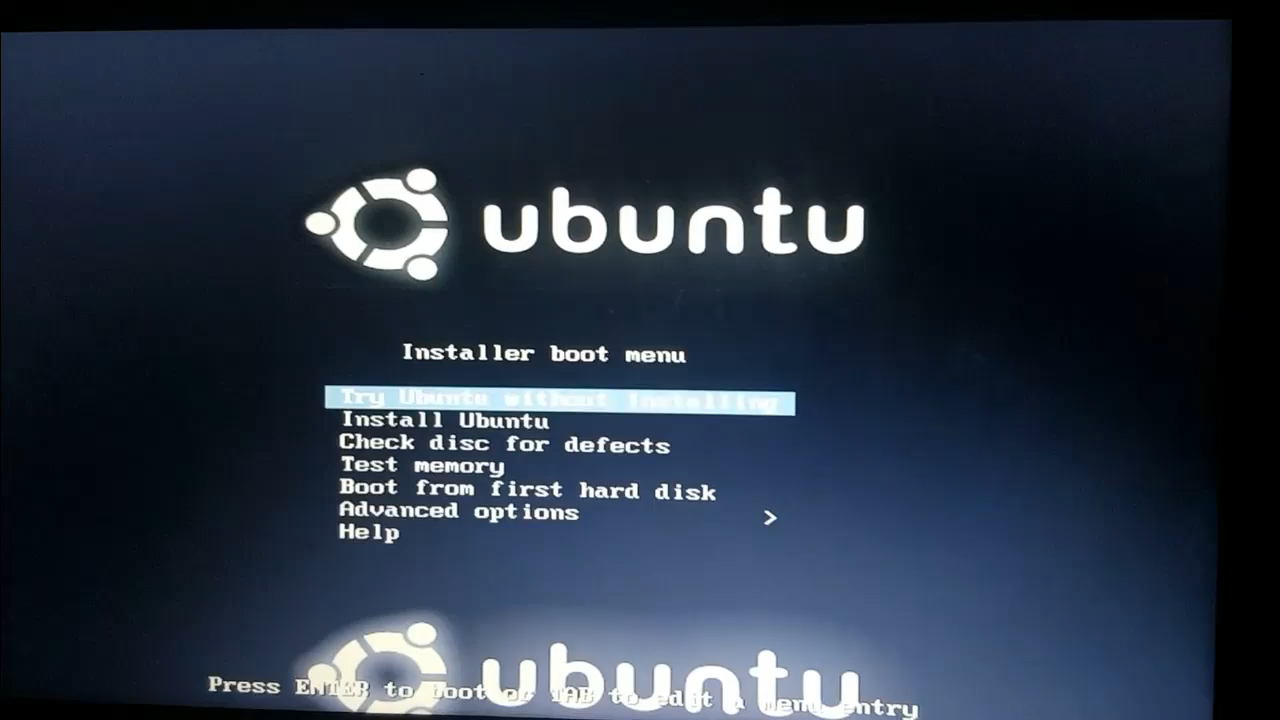 ubuntu
Installer boot menu
Try Ubuntu without installing
Install Ubuntu
Check disc for defects
Test memory
Boot from first hard disk
Advanced options >
Help
ubuntu
Press ENTER to boot or TAB to edit a menu entry